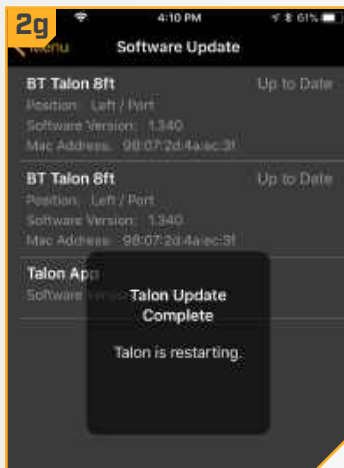 2g
4:10 PM
61%
Menu
Software Update
BT Talon 8ft Up to Date
Position: Left / Port
Software Version: 1.340
Mac Address: 98:07:2d:4a:ec:3f
BT Talon 8ft Up to Date
Position: Left / Port
Software Version: 1.340
Mac Address: 98:07:2d:4a:ec:3f
Talon App
Software
Talon Update
Complete
Talon is restarting.